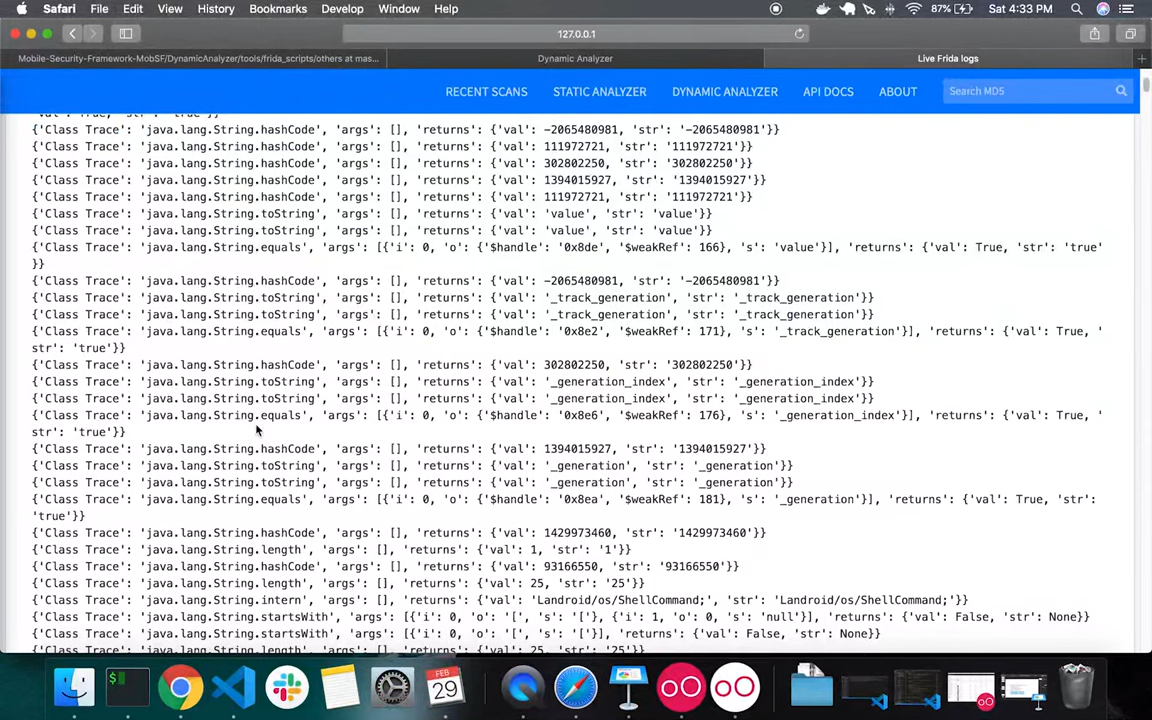 Safari File Edit View History Bookmarks Develop Window Help 87% Sat 4:33 PM
127.0.0.1
Mobile-Security-Framework-MobSF/DynamicAnalyzer/tools/frida_scripts/others at mas... Dynamic Analyzer Live Frida logs
RECENT SCANS STATIC ANALYZER DYNAMIC ANALYZER API DOCS ABOUT Search MD5
{'Class Trace': 'java.lang.String.hashCode', 'args': [], 'returns': {'val': -2065480981, 'str': '-2065480981'}}
{'Class Trace': 'java.lang.String.hashCode', 'args': [], 'returns': {'val': 111972721, 'str': '111972721'}}
{'Class Trace': 'java.lang.String.hashCode', 'args': [], 'returns': {'val': 302802250, 'str': '302802250'}}
{'Class Trace': 'java.lang.String.hashCode', 'args': [], 'returns': {'val': 1394015927, 'str': '1394015927'}}
{'Class Trace': 'java.lang.String.hashCode', 'args': [], 'returns': {'val': 111972721, 'str': '111972721'}}
{'Class Trace': 'java.lang.String.toString', 'args': [], 'returns': {'val': 'value', 'str': 'value'}}
{'Class Trace': 'java.lang.String.toString', 'args': [], 'returns': {'val': 'value', 'str': 'value'}}
{'Class Trace': 'java.lang.String.equals', 'args': [{'i': 0, 'o': {'$handle': '0x8de', '$weakRef': 166}, 's': 'value'}], 'returns': {'val': True, 'str': 'true'
}}
{'Class Trace': 'java.lang.String.hashCode', 'args': [], 'returns': {'val': -2065480981, 'str': '-2065480981'}}
{'Class Trace': 'java.lang.String.toString', 'args': [], 'returns': {'val': '_track_generation', 'str': '_track_generation'}}
{'Class Trace': 'java.lang.String.toString', 'args': [], 'returns': {'val': '_track_generation', 'str': '_track_generation'}}
{'Class Trace': 'java.lang.String.equals', 'args': [{'i': 0, 'o': {'$handle': '0x8e2', '$weakRef': 171}, 's': '_track_generation'}], 'returns': {'val': True, '
str': 'true'}}
{'Class Trace': 'java.lang.String.hashCode', 'args': [], 'returns': {'val': 302802250, 'str': '302802250'}}
{'Class Trace': 'java.lang.String.toString', 'args': [], 'returns': {'val': '_generation_index', 'str': '_generation_index'}}
{'Class Trace': 'java.lang.String.toString', 'args': [], 'returns': {'val': '_generation_index', 'str': '_generation_index'}}
{'Class Trace': 'java.lang.String.equals', 'args': [{'i': 0, 'o': {'$handle': '0x8e6', '$weakRef': 176}, 's': '_generation_index'}], 'returns': {'val': True, '
str': 'true'}}
{'Class Trace': 'java.lang.String.hashCode', 'args': [], 'returns': {'val': 1394015927, 'str': '1394015927'}}
{'Class Trace': 'java.lang.String.toString', 'args': [], 'returns': {'val': '_generation', 'str': '_generation'}}
{'Class Trace': 'java.lang.String.toString', 'args': [], 'returns': {'val': '_generation', 'str': '_generation'}}
{'Class Trace': 'java.lang.String.equals', 'args': [{'i': 0, 'o': {'$handle': '0x8ea', '$weakRef': 181}, 's': '_generation'}], 'returns': {'val': True, 'str':
'true'}}
{'Class Trace': 'java.lang.String.hashCode', 'args': [], 'returns': {'val': 1429973460, 'str': '1429973460'}}
{'Class Trace': 'java.lang.String.length', 'args': [], 'returns': {'val': 1, 'str': '1'}}
{'Class Trace': 'java.lang.String.hashCode', 'args': [], 'returns': {'val': 93166550, 'str': '93166550'}}
{'Class Trace': 'java.lang.String.length', 'args': [], 'returns': {'val': 25, 'str': '25'}}
{'Class Trace': 'java.lang.String.intern', 'args': [], 'returns': {'val': 'Landroid/os/ShellCommand;', 'str': 'Landroid/os/ShellCommand;'}}
{'Class Trace': 'java.lang.String.startsWith', 'args': [{'i': 0, 'o': '[', 's': '['}, {'i': 1, 'o': 0, 's': 'null'}], 'returns': {'val': False, 'str': None}}
{'Class Trace': 'java.lang.String.startsWith', 'args': [{'i': 0, 'o': '[', 's': '['}], 'returns': {'val': False, 'str': None}}
{'Class Trace': 'java.lang.String.length', 'args': [], 'returns': {'val': 25, 'str': '25'}}
FEB
29